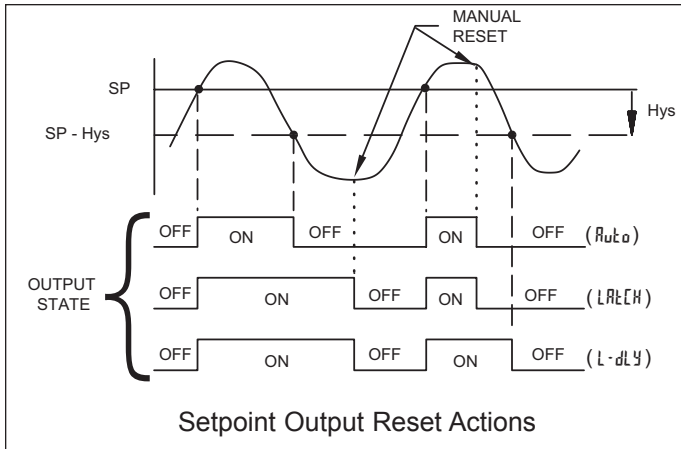 MANUAL
RESET
SP
Hys
SP - Hys
OFF ON OFF ON OFF (Auto)
OUTPUT
STATE
OFF ON OFF ON OFF (LAtCH)
OFF ON OFF ON OFF (L-dLY)
Setpoint Output Reset Actions